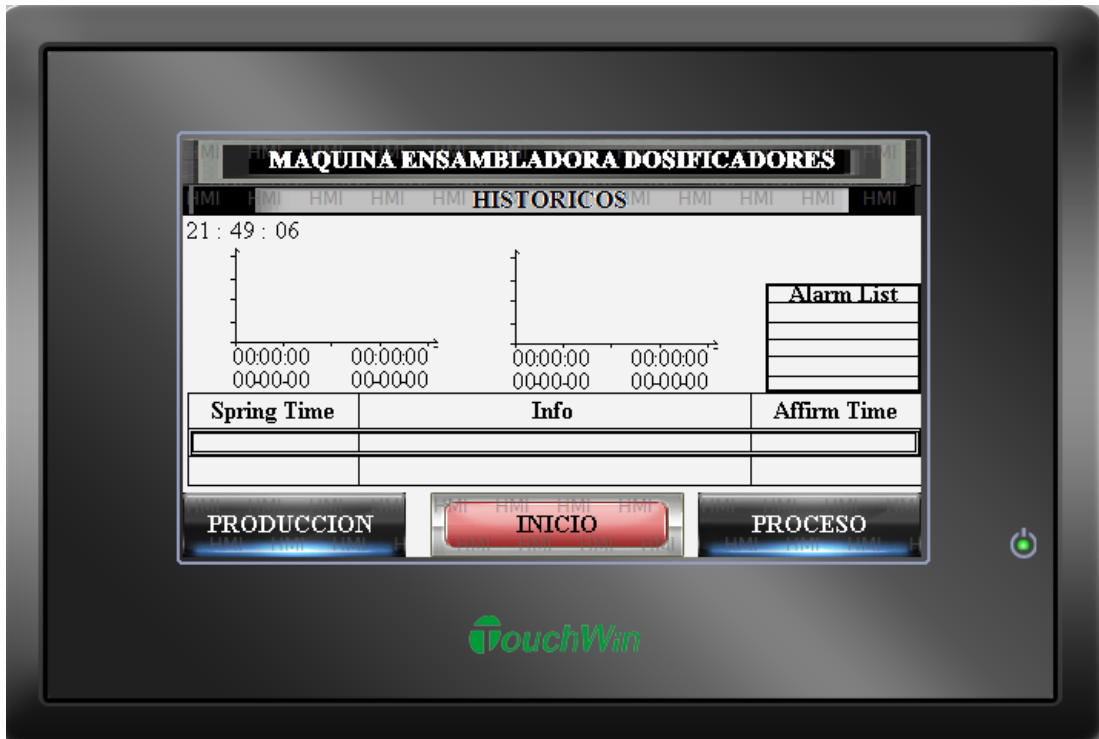 MAQUINA ENSAMBLADORA DOSIFICADORES
HISTORICOS
21 : 49 : 06
Alarm List
00:00:00 00:00:00 00:00:00 00:00:00
00-00-00 00-00-00 00-00-00 00-00-00
Spring Time Info Affirm Time
PRODUCCION INICIO PROCESO
TouchWin